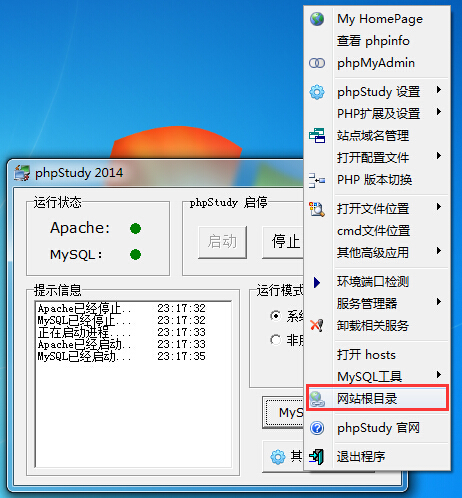 My HomePage
查看 phpinfo
phpMyAdmin
phpStudy 设置
PHP扩展及设置
站点域名管理
打开配置文件
PHP 版本切换
打开文件位置
cmd文件位置
其他高级应用
环境端口检测
服务管理器
卸载相关服务
打开 hosts
MySQL工具
网站根目录
phpStudy 官网
退出程序
phpStudy 2014
运行状态
Apache:
MySQL:
phpStudy 启停
启动
停止
提示信息
Apache已经停止.. 23:17:32
MySQL已经停止... 23:17:32
正在启动进程... 23:17:33
Apache已经启动.. 23:17:33
MySQL已经启动... 23:17:35
运行模式
系统
非服
MyS
其